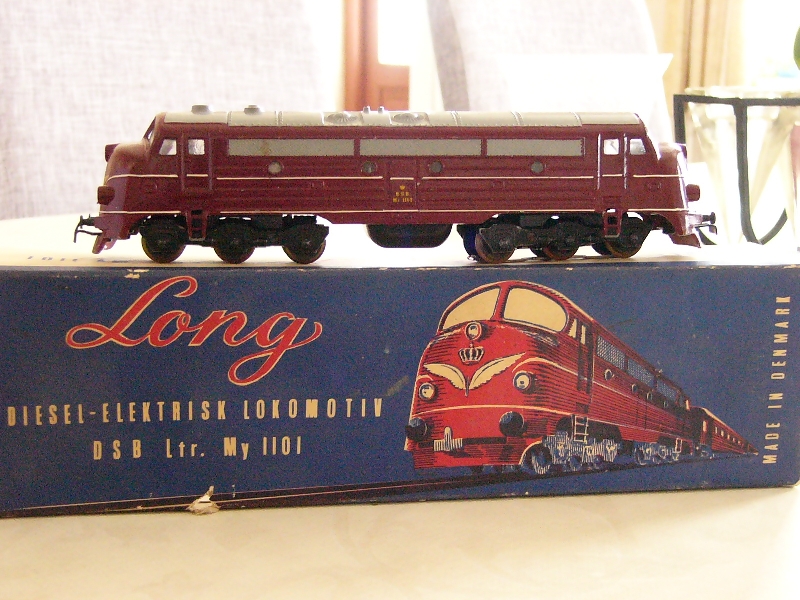 D S B
Long
DIESEL-ELEKTRISK LOKOMOTIV
DSB Ltr. My 1101
MADE IN DENMARK